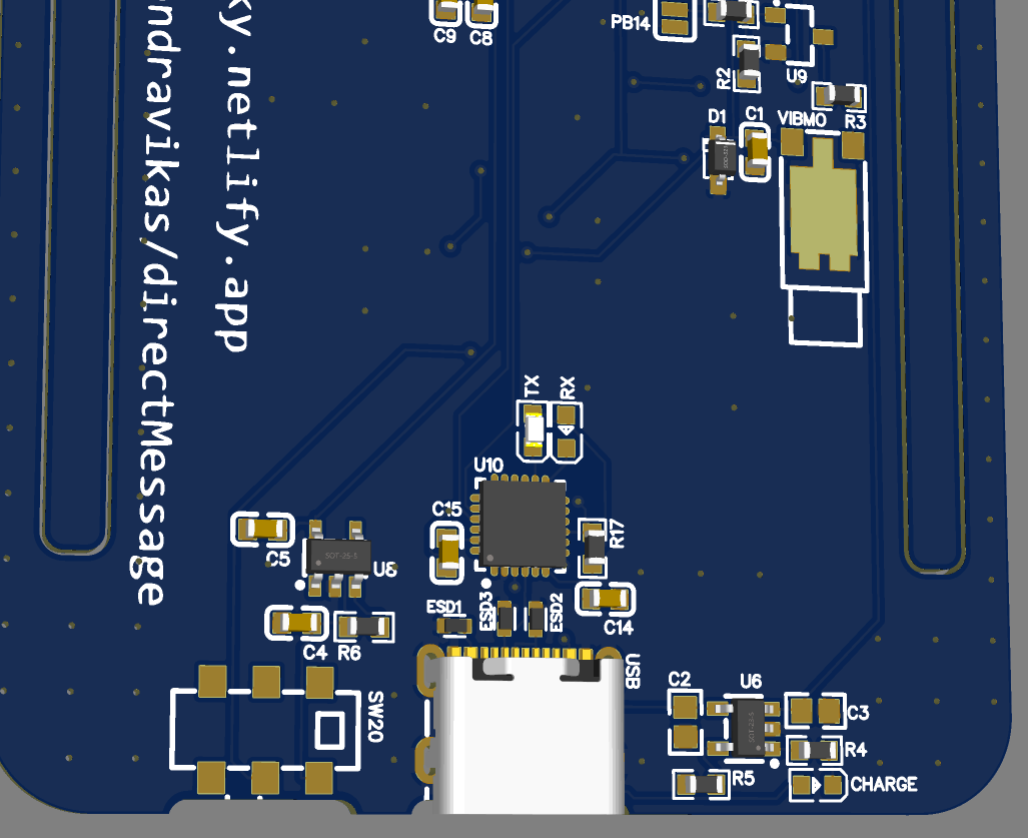 ky.netlify.app
ndravikas/directMessage
C9
C8
PB14
R2
U9
R3
D1
C1
VIBMO
TX
RX
U10
C15
R17
C5
SOT-23-5
U8
ESD1
ESD3
ESD2
C14
C4
R6
USB
SW20
C2
U6
C3
SOT-23-5
R4
R5
CHARGE